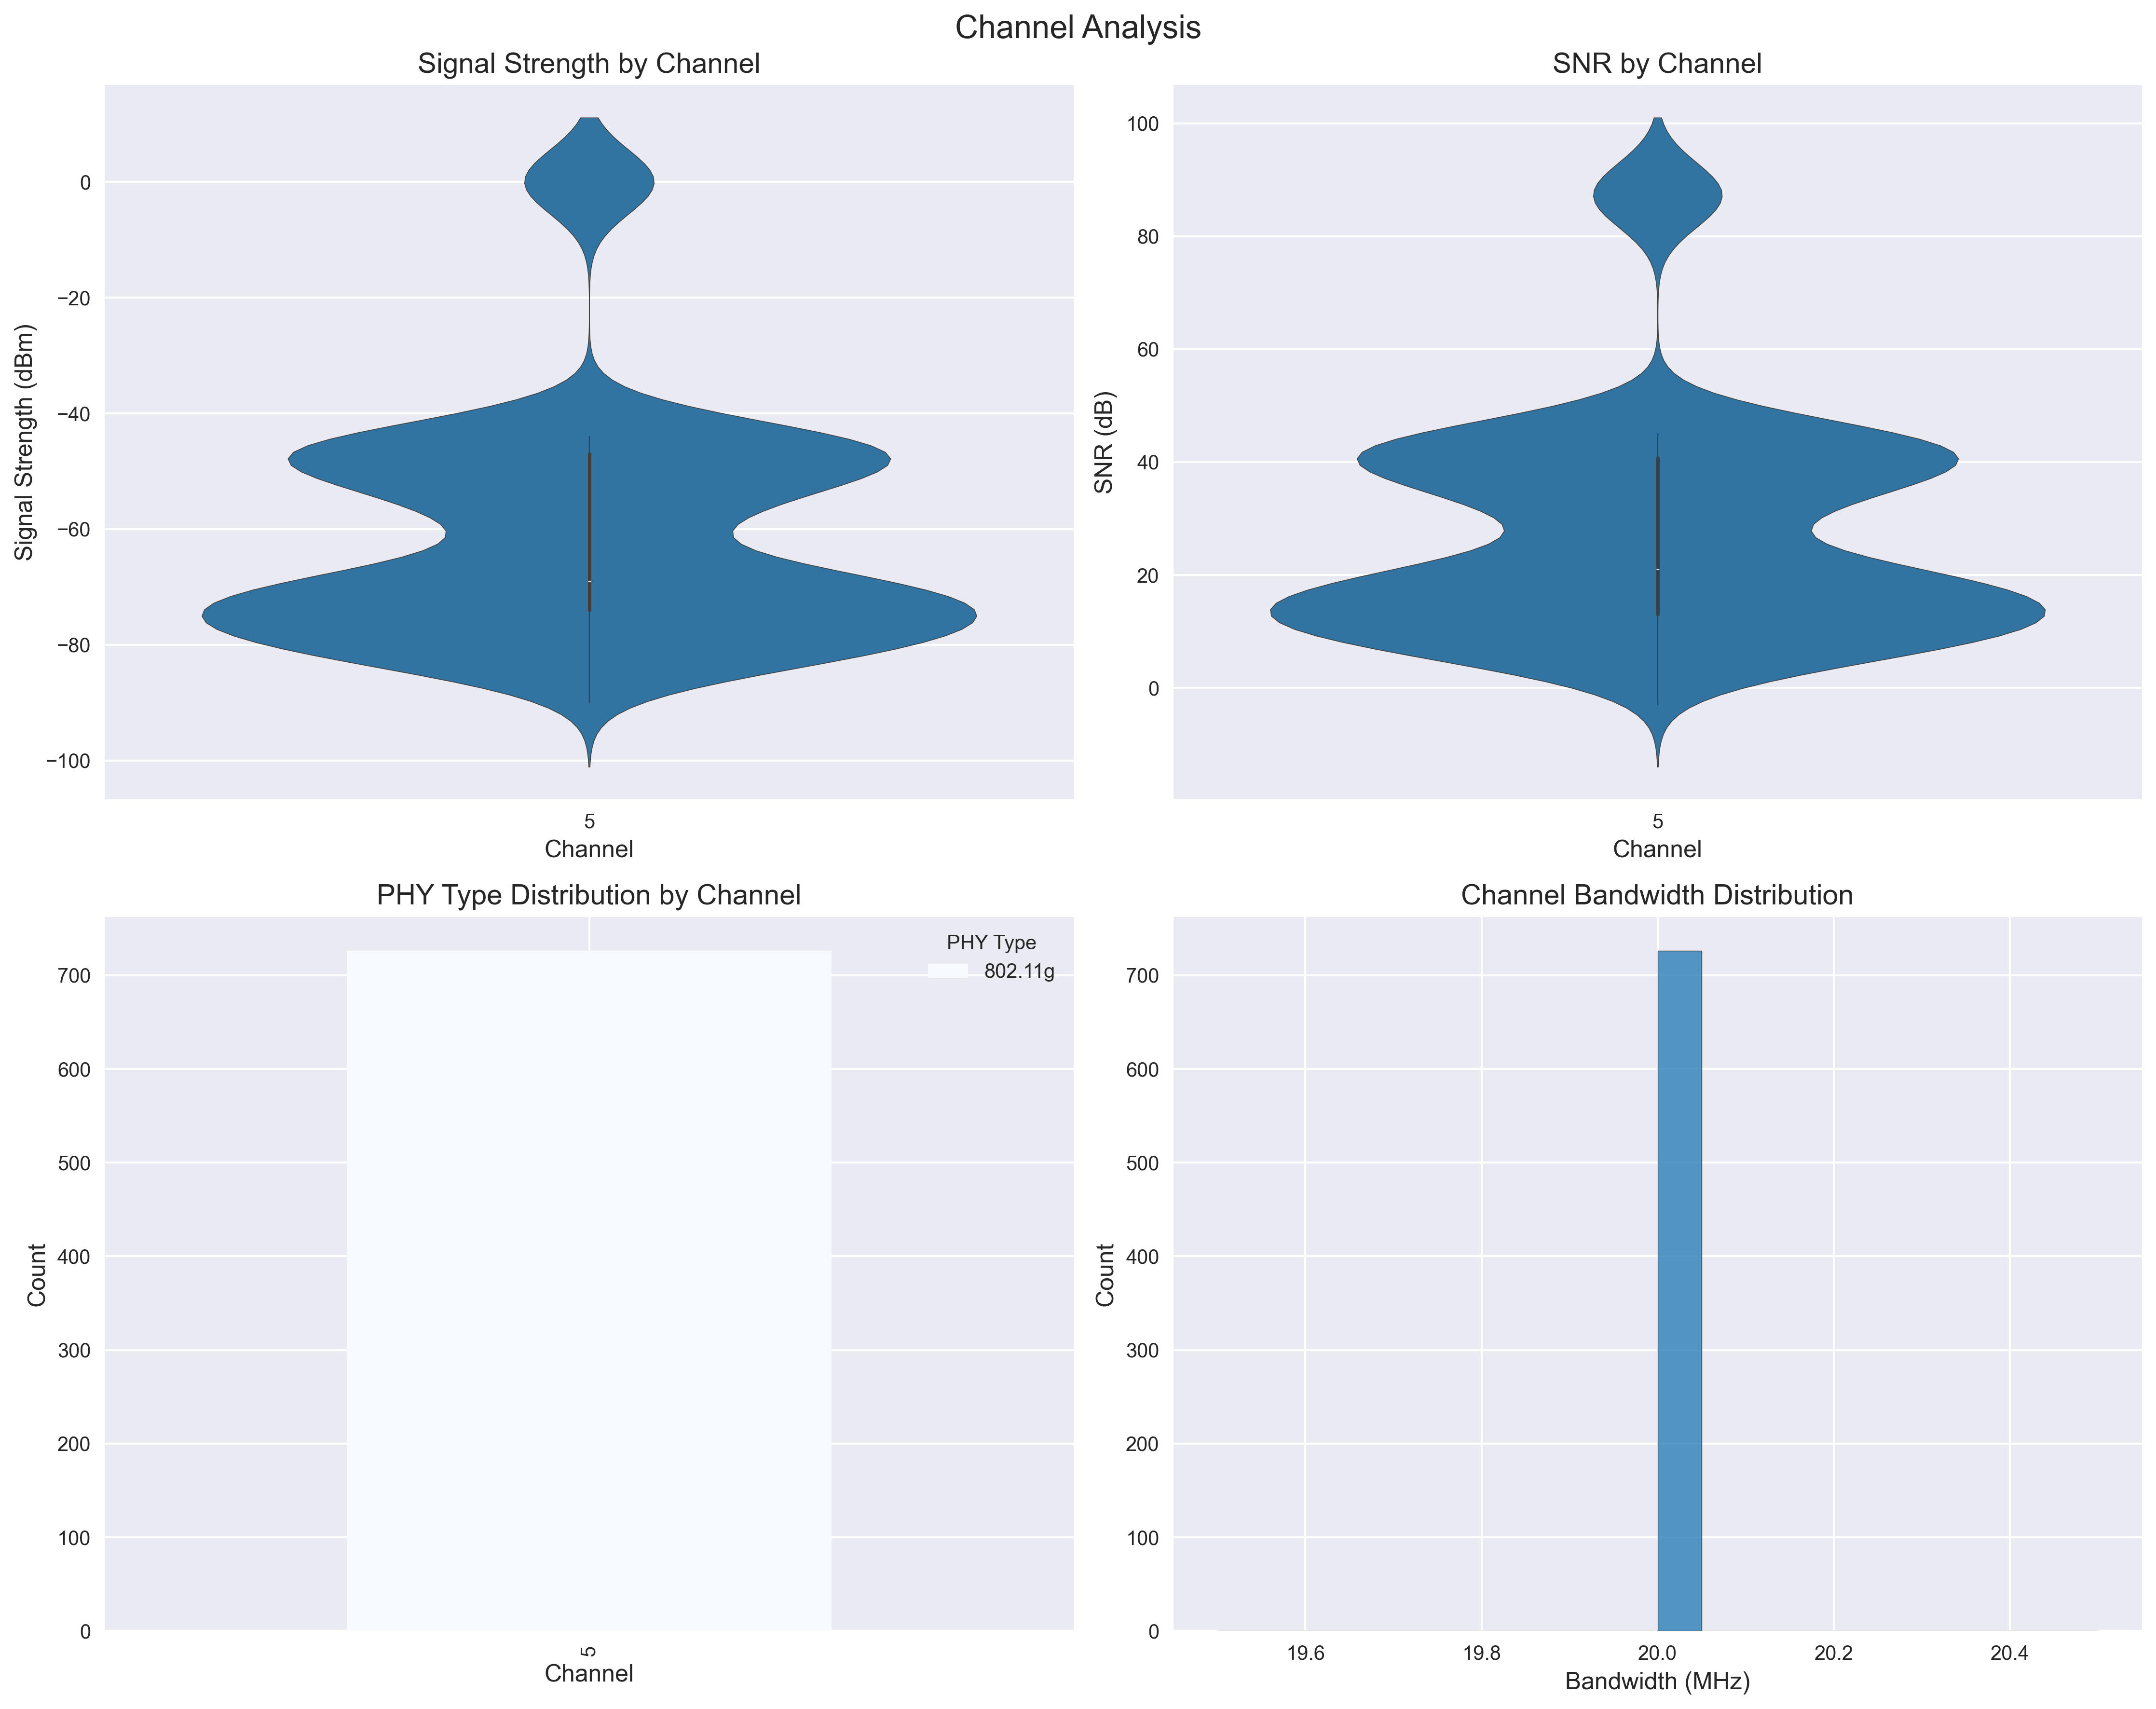 Channel Analysis
Signal Strength by Channel
Signal Strength (dBm)
0
−20
−40
−60
−80
−100
5
Channel
SNR by Channel
SNR (dB)
100
80
60
40
20
0
5
Channel
PHY Type Distribution by Channel
PHY Type
802.11g
Count
700
600
500
400
300
200
100
0
5
Channel
Channel Bandwidth Distribution
Count
700
600
500
400
300
200
100
0
19.6 19.8 20.0 20.2 20.4
Bandwidth (MHz)